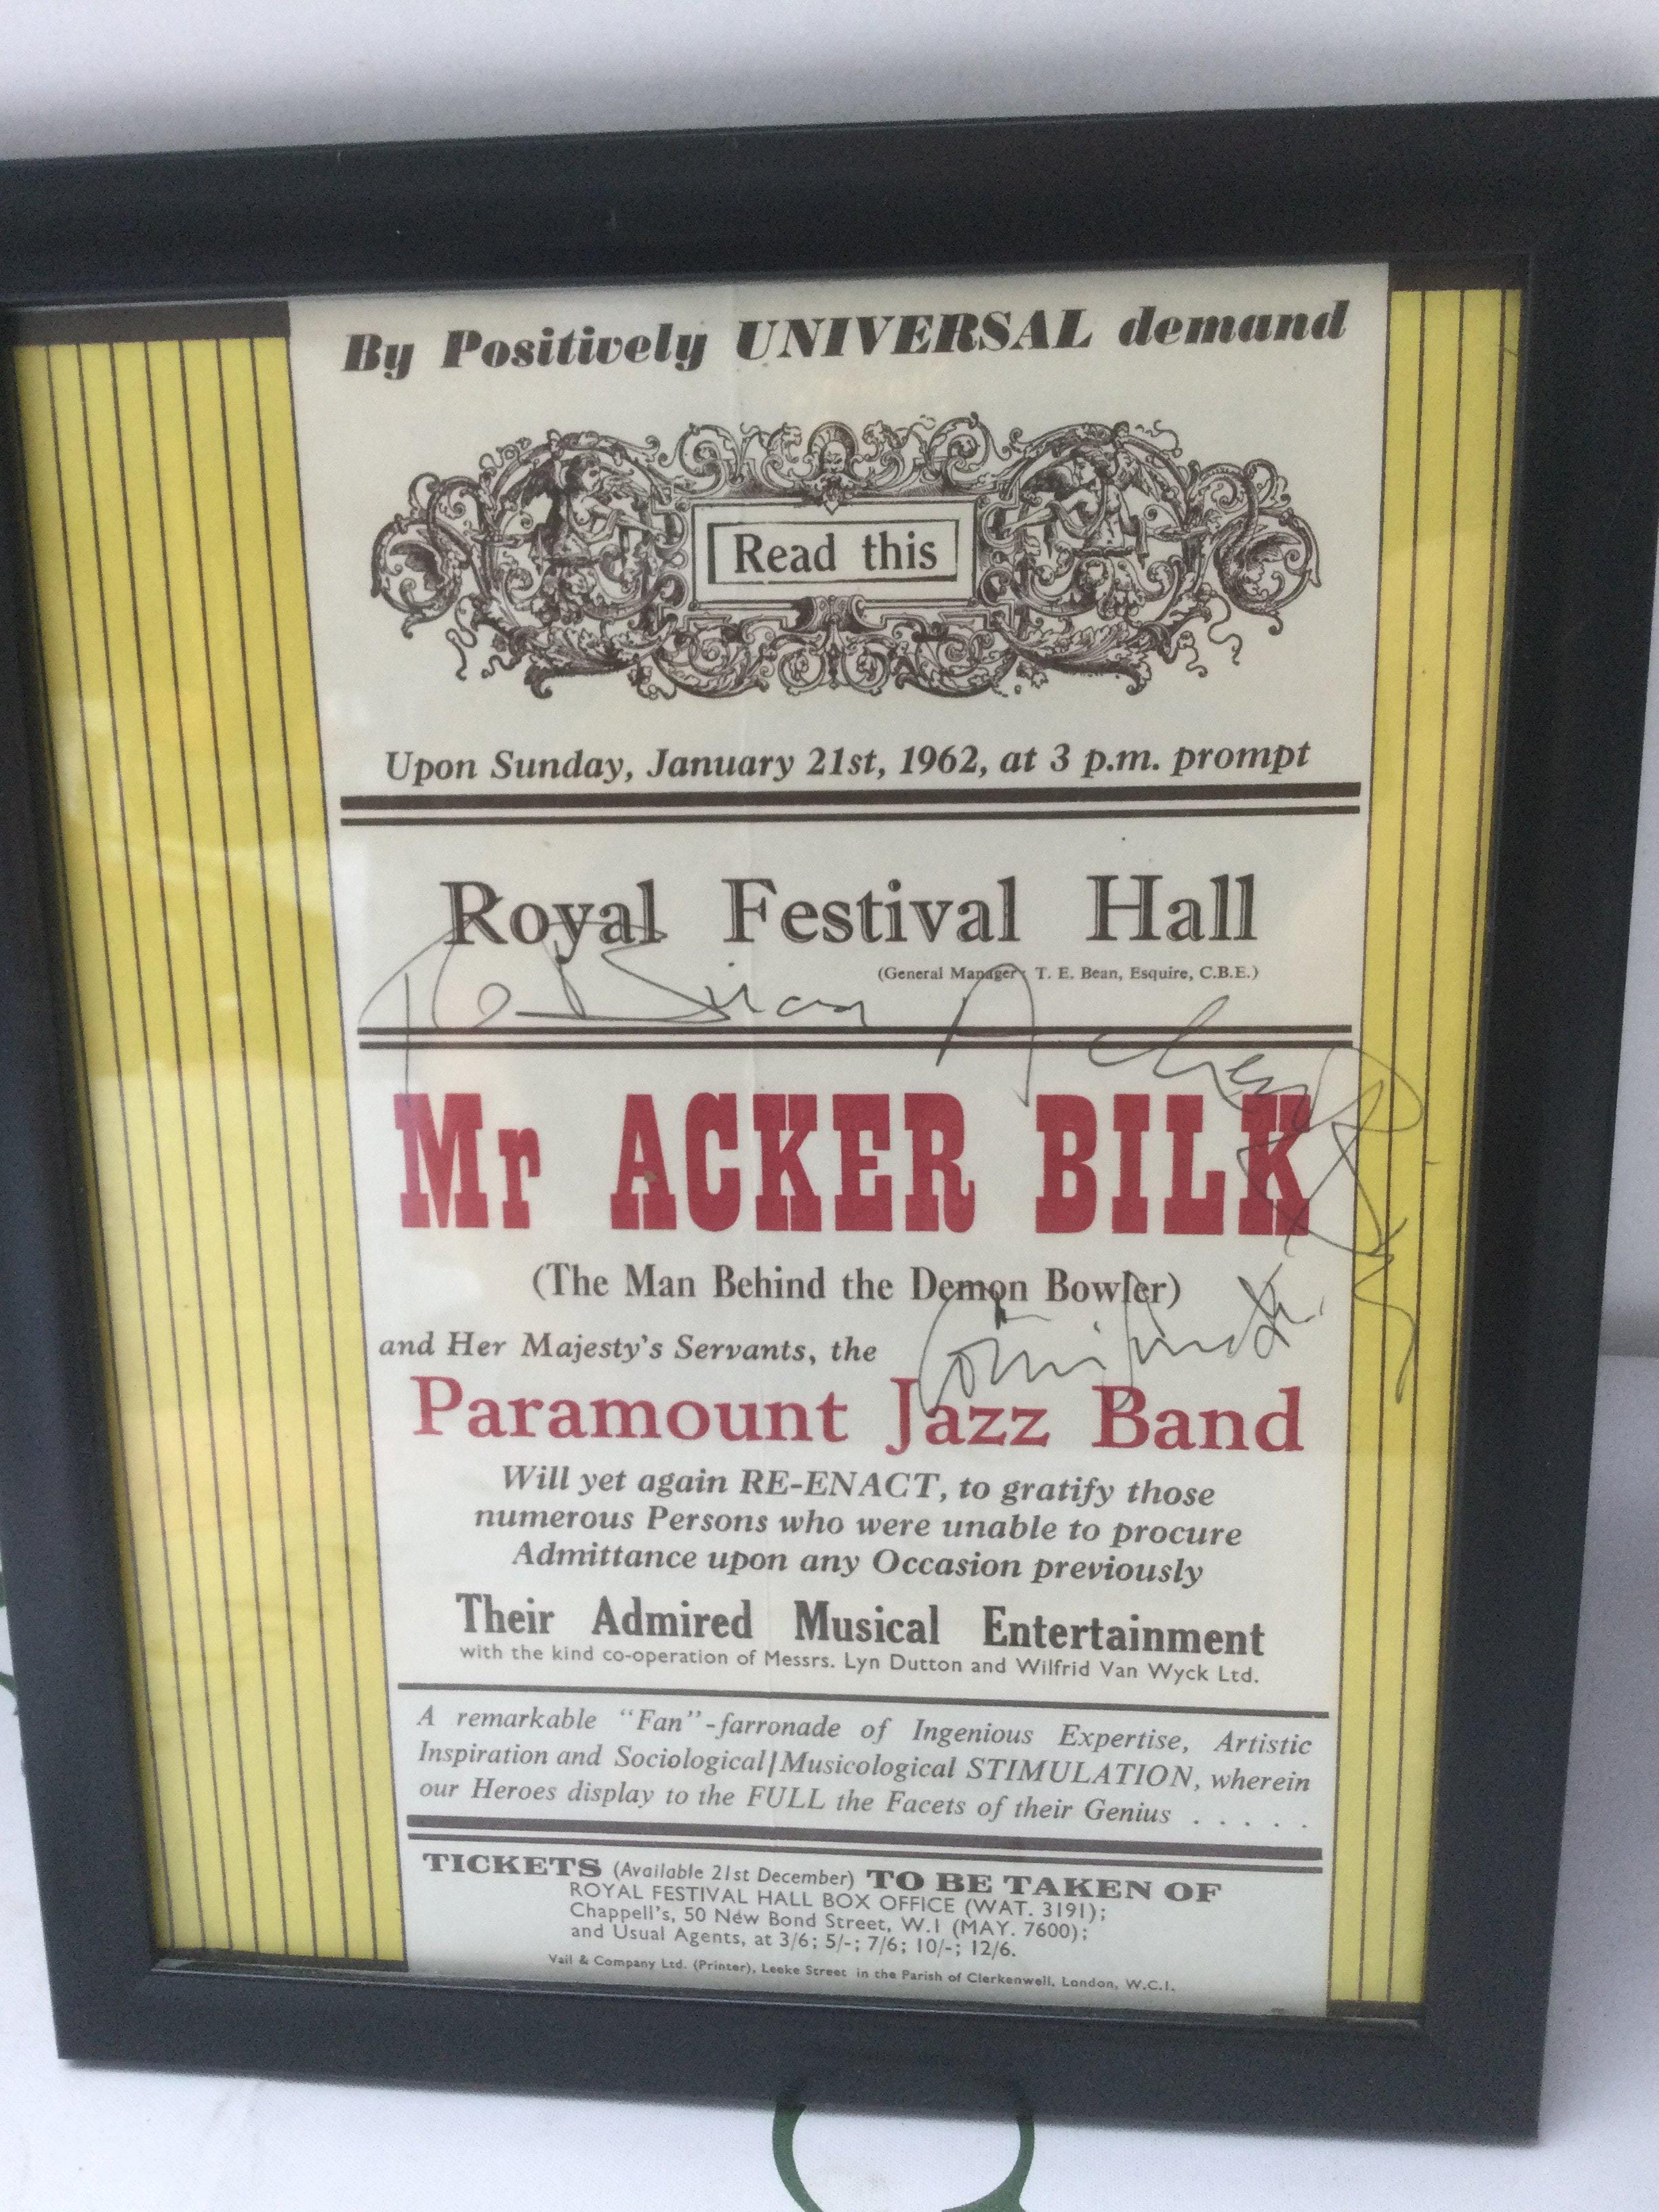 By Positively UNIVERSAL demand
Read this
Upon Sunday, January 21st, 1962, at 3 p.m. prompt
Royal Festival Hall
(General Manager: T. E. Bean, Esquire, C.B.E.)
To Brian Acker Bilk
Mr ACKER BILK
(The Man Behind the Demon Bowler)
and Her Majesty's Servants, the
Colin
Paramount Jazz Band
Will yet again RE-ENACT, to gratify those
numerous Persons who were unable to procure
Admittance upon any Occasion previously
Their Admired Musical Entertainment
with the kind co-operation of Messrs. Lyn Dutton and Wilfrid Van Wyck Ltd.
A remarkable "Fan"-farronade of Ingenious Expertise, Artistic
Inspiration and Sociological/Musicological STIMULATION, wherein
our Heroes display to the FULL the Facets of their Genius . . . . .
TICKETS (Available 21st December) TO BE TAKEN OF
ROYAL FESTIVAL HALL BOX OFFICE (WAT. 3191);
Chappell's, 50 New Bond Street, W.1 (MAY. 7600);
and Usual Agents, at 3/6; 5/-; 7/6; 10/-; 12/6.
Vail & Company Ltd. (Printer), Leeke Street in the Parish of Clerkenwell, London, W.C.1.